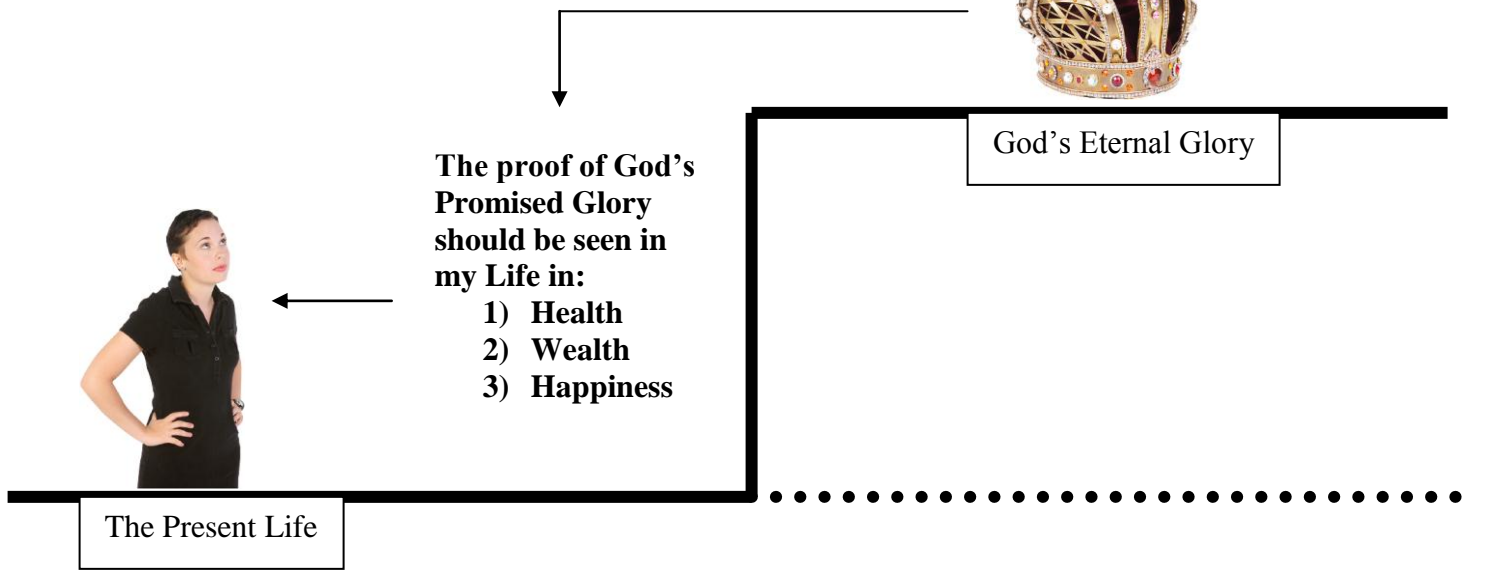 God’s Eternal Glory
The proof of God’s
Promised Glory
should be seen in
my Life in:
1) Health
2) Wealth
3) Happiness
The Present Life